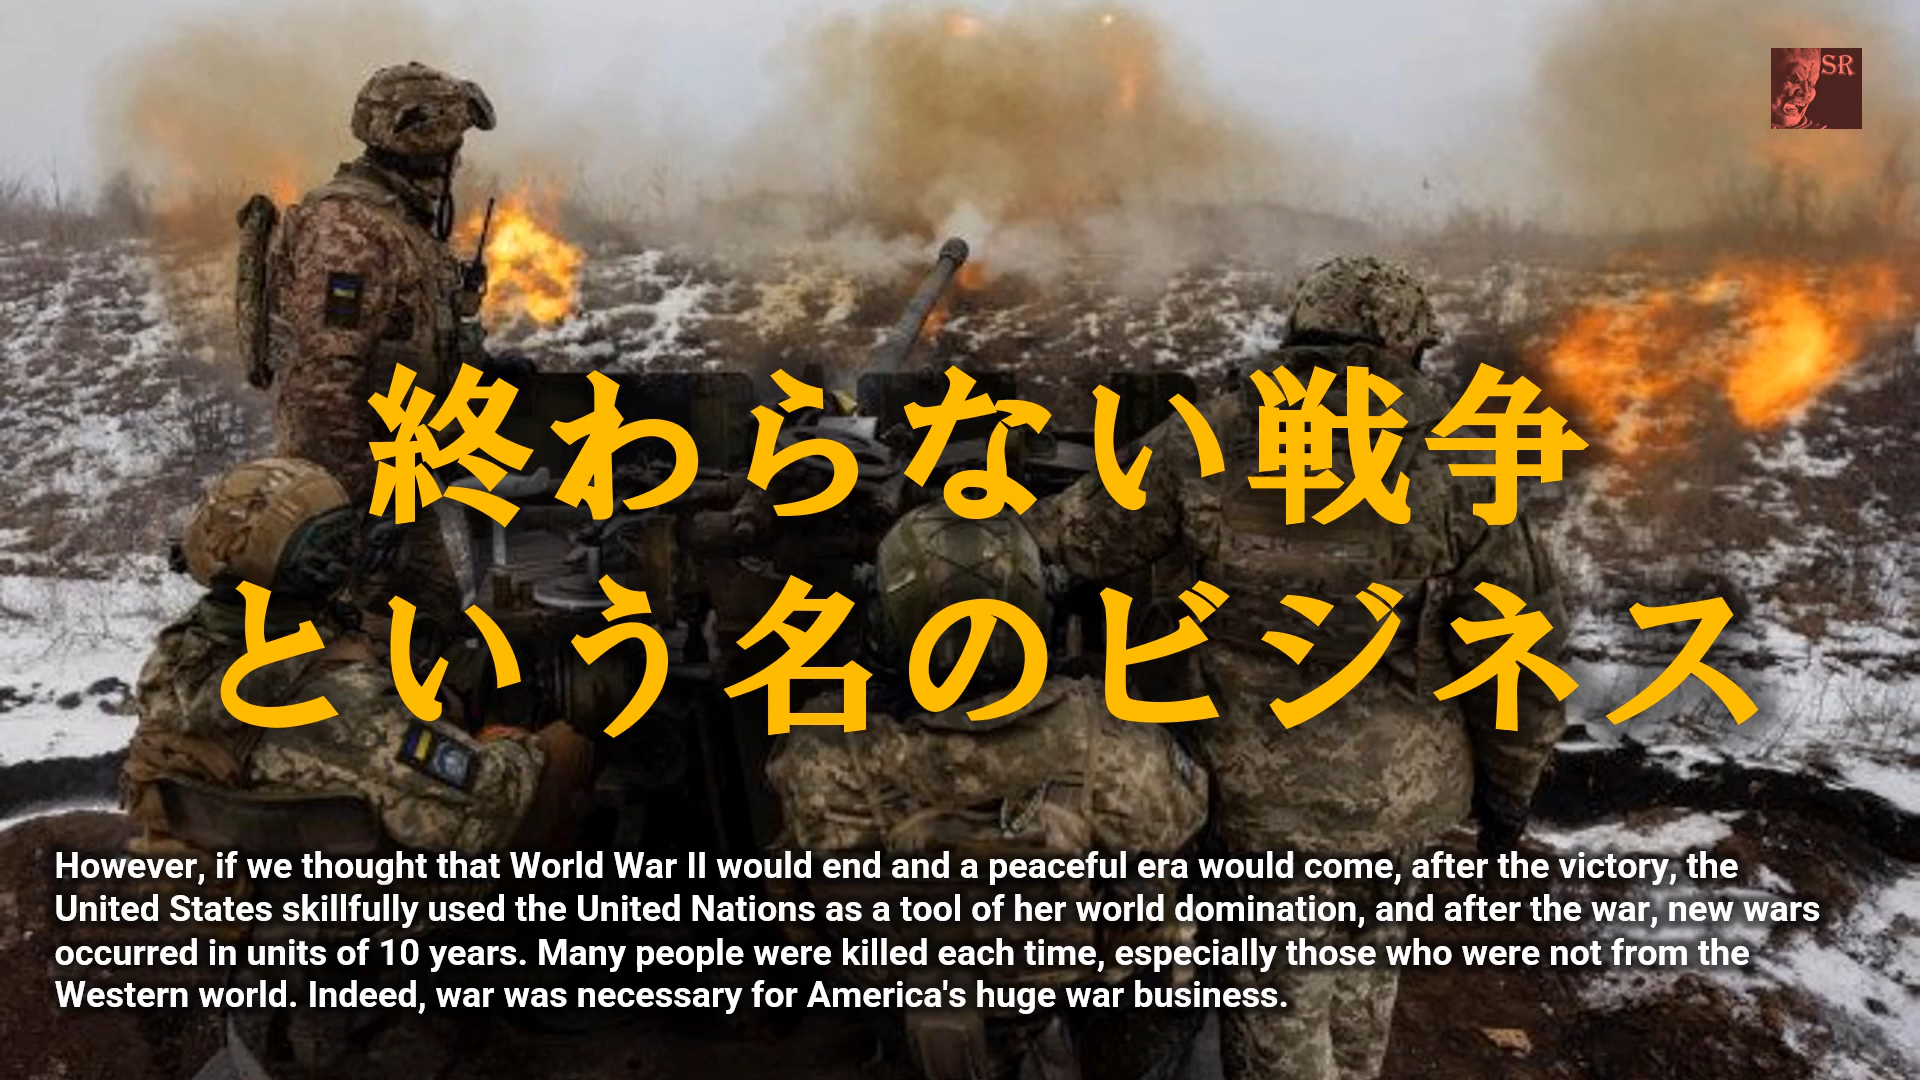 SR
終わらない戦争
という名のビジネス
However, if we thought that World War II would end and a peaceful era would come, after the victory, the
United States skillfully used the United Nations as a tool of her world domination, and after the war, new wars
occurred in units of 10 years. Many people were killed each time, especially those who were not from the
Western world. Indeed, war was necessary for America's huge war business.